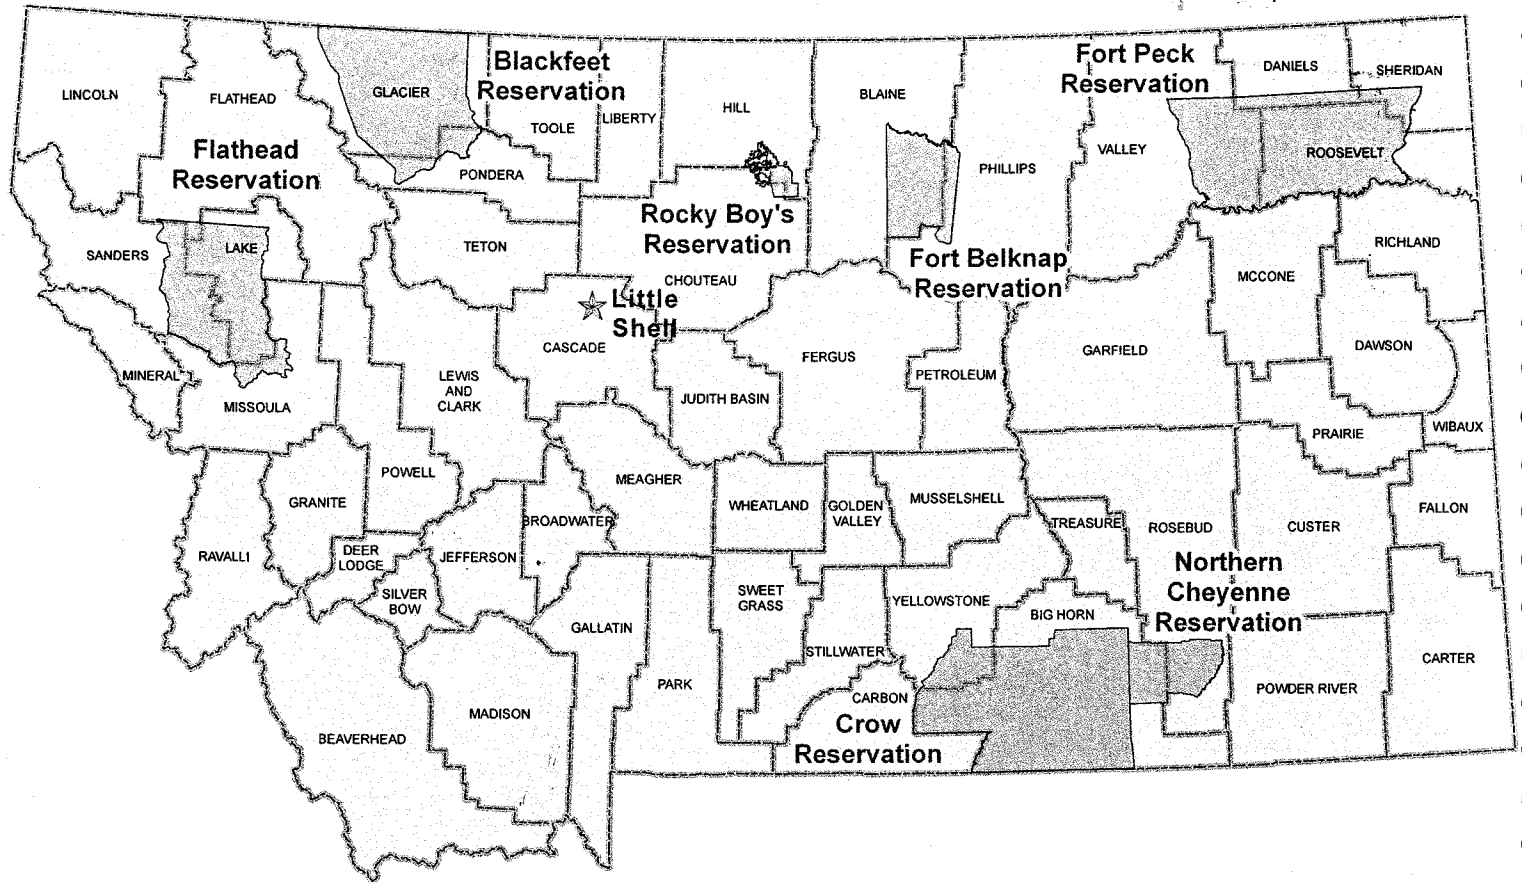 Blackfeet
Reservation
Fort Peck
Reservation
DANIELS
SHERIDAN
LINCOLN
FLATHEAD
GLACIER
TOOLE
LIBERTY
HILL
BLAINE
VALLEY
ROOSEVELT
Flathead
Reservation
PONDERA
PHILLIPS
Rocky Boy's
Reservation
SANDERS
LAKE
TETON
CHOUTEAU
Fort Belknap
Reservation
MCCONE
RICHLAND
Little
Shell
CASCADE
FERGUS
GARFIELD
DAWSON
MINERAL
MISSOULA
LEWIS
AND
CLARK
JUDITH BASIN
PETROLEUM
PRAIRIE
WIBAUX
POWELL
MEAGHER
GRANITE
WHEATLAND
GOLDEN
VALLEY
MUSSELSHELL
BROADWATER
TREASURE
ROSEBUD
CUSTER
FALLON
RAVALLI
DEER
LODGE
JEFFERSON
SILVER
BOW
SWEET
GRASS
YELLOWSTONE
BIG HORN
Northern
Cheyenne
Reservation
GALLATIN
STILLWATER
CARTER
PARK
CARBON
POWDER RIVER
BEAVERHEAD
MADISON
Crow
Reservation